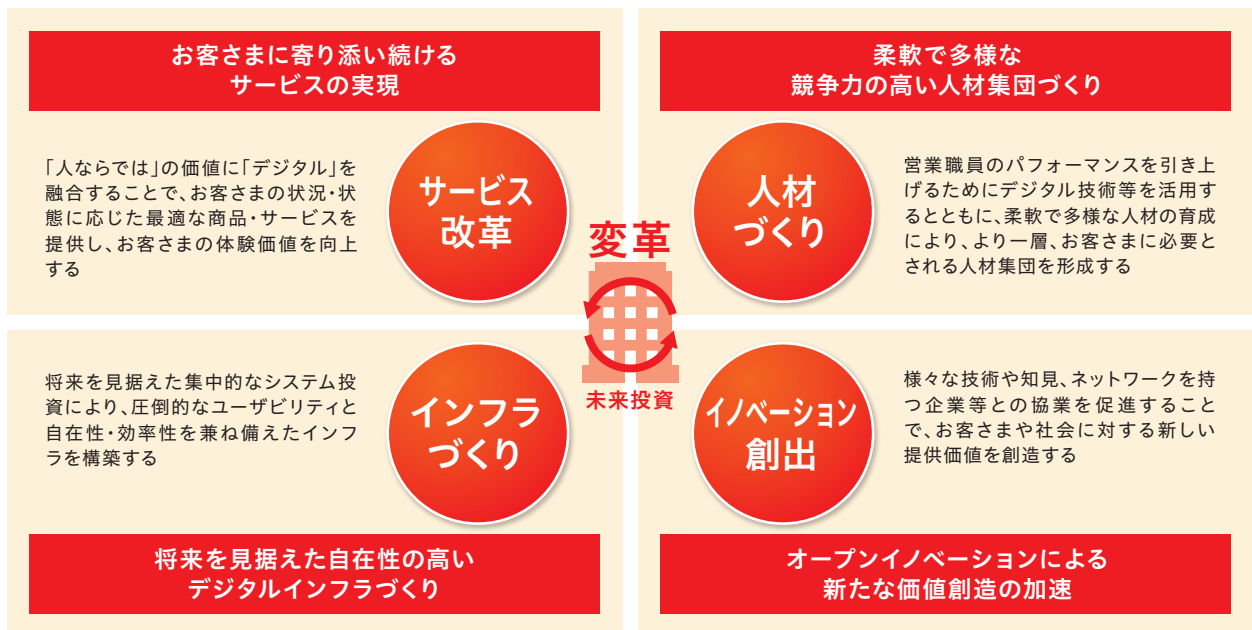 お客さまに寄り添い続ける
サービスの実現
「人ならでは」の価値に「デジタル」を
融合することで、お客さまの状況・状
態に応じた最適な商品・サービスを
提供し、お客さまの体験価値を向上
する
サービス
改革
柔軟で多様な
競争力の高い人材集団づくり
人材
づくり
営業職員のパフォーマンスを引き上
げるためにデジタル技術等を活用す
るとともに、柔軟で多様な人材の育成
により、より一層、お客さまに必要と
される人材集団を形成する
変革
未来投資
将来を見据えた集中的なシステム投
資により、圧倒的なユーザビリティと
自在性・効率性を兼ね備えたインフ
ラを構築する
インフラ
づくり
将来を見据えた自在性の高い
デジタルインフラづくり
イノベーション
創出
様々な技術や知見、ネットワークを持
つ企業等との協業を促進すること
で、お客さまや社会に対する新しい
提供価値を創造する
オープンイノベーションによる
新たな価値創造の加速